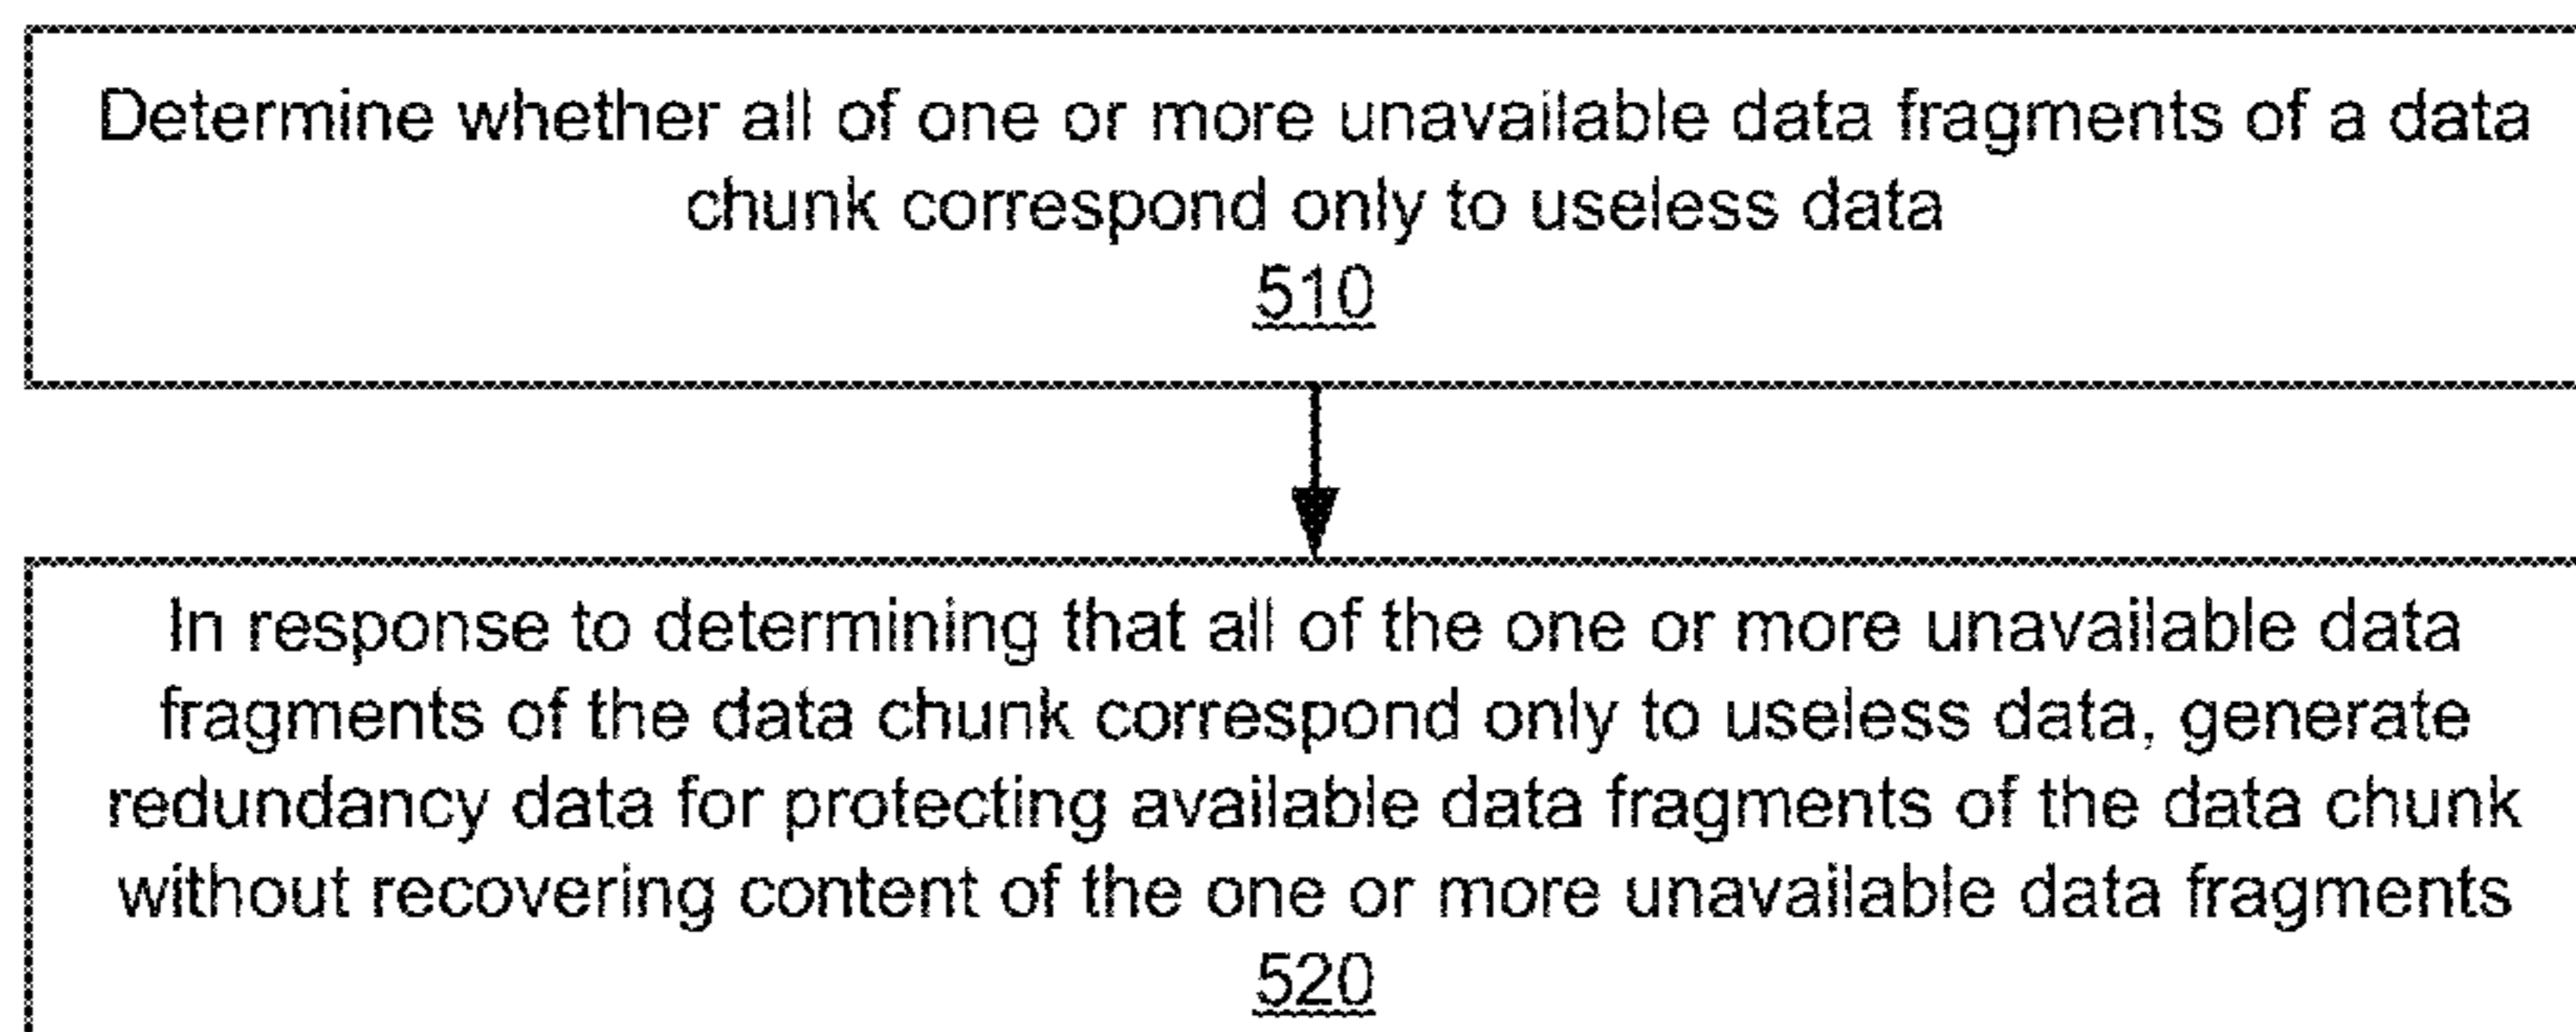 Determine whether all of one or more unavailable data fragments of a data
chunk correspond only to useless data
510
In response to determining that all of the one or more unavailable data
fragments of the data chunk correspond only to useless data, generate
redundancy data for protecting available data fragments of the data chunk
without recovering content of the one or more unavailable data fragments
520